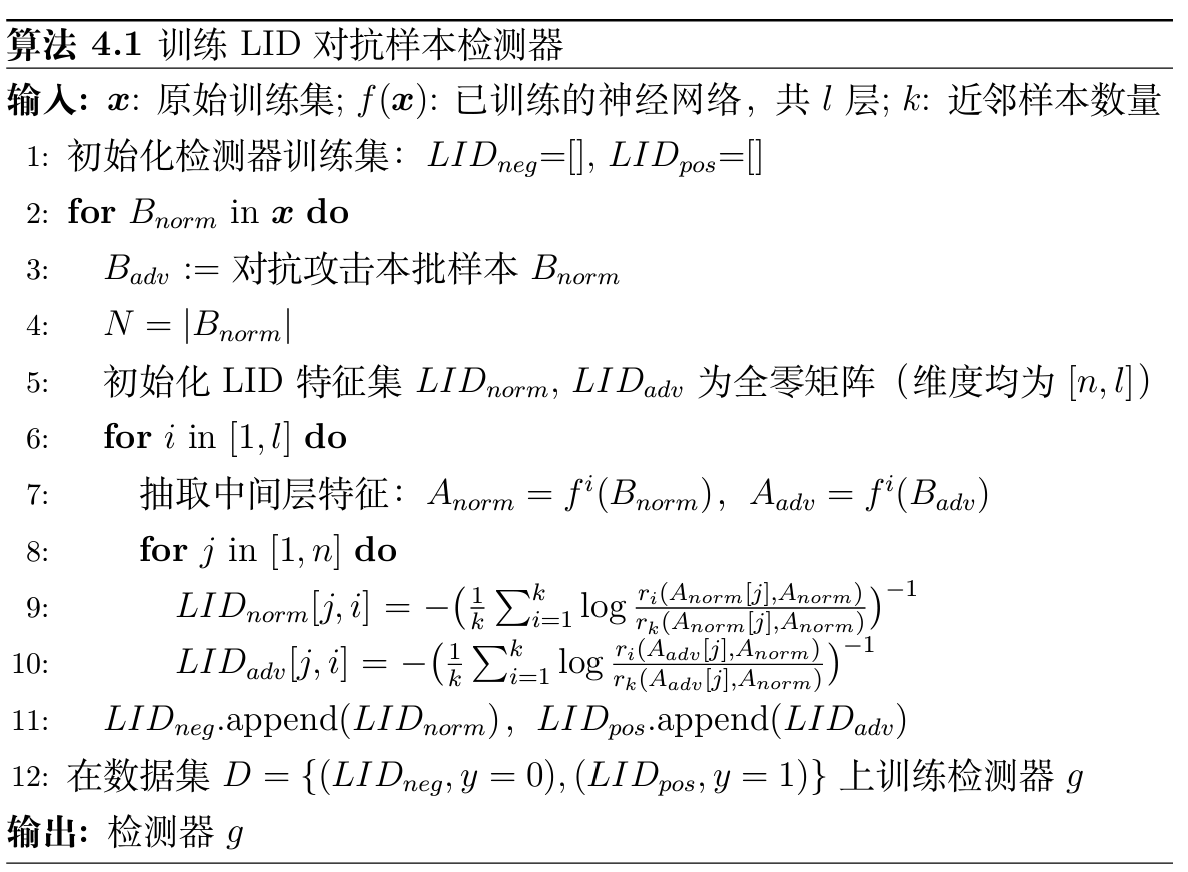 算法 4.1 训练 LID 对抗样本检测器
输入: $\boldsymbol{x}$: 原始训练集; $f(\boldsymbol{x})$: 已训练的神经网络, 共 $l$ 层; $k$: 近邻样本数量
1: 初始化检测器训练集: $LID_{neg}$=[], $LID_{pos}$=[]
2: for $B_{norm}$ in $\boldsymbol{x}$ do
3: $B_{adv}$ := 对抗攻击本批样本 $B_{norm}$
4: $N = |B_{norm}|$
5: 初始化 LID 特征集 $LID_{norm}$, $LID_{adv}$ 为全零矩阵（维度均为 $[n, l]$）
6: for $i$ in $[1, l]$ do
7: 抽取中间层特征: $A_{norm} = f^i(B_{norm})$, $A_{adv} = f^i(B_{adv})$
8: for $j$ in $[1, n]$ do
9: $LID_{norm}[j, i] = -\big(\frac{1}{k}\sum_{i=1}^{k} \log \frac{r_i(A_{norm}[j],A_{norm})}{r_k(A_{norm}[j],A_{norm})}\big)^{-1}$
10: $LID_{adv}[j, i] = -\big(\frac{1}{k}\sum_{i=1}^{k} \log \frac{r_i(A_{adv}[j],A_{norm})}{r_k(A_{adv}[j],A_{norm})}\big)^{-1}$
11: $LID_{neg}$.append($LID_{norm}$), $LID_{pos}$.append($LID_{adv}$)
12: 在数据集 $D = \{(LID_{neg}, y = 0), (LID_{pos}, y = 1)\}$ 上训练检测器 $g$
输出: 检测器 $g$